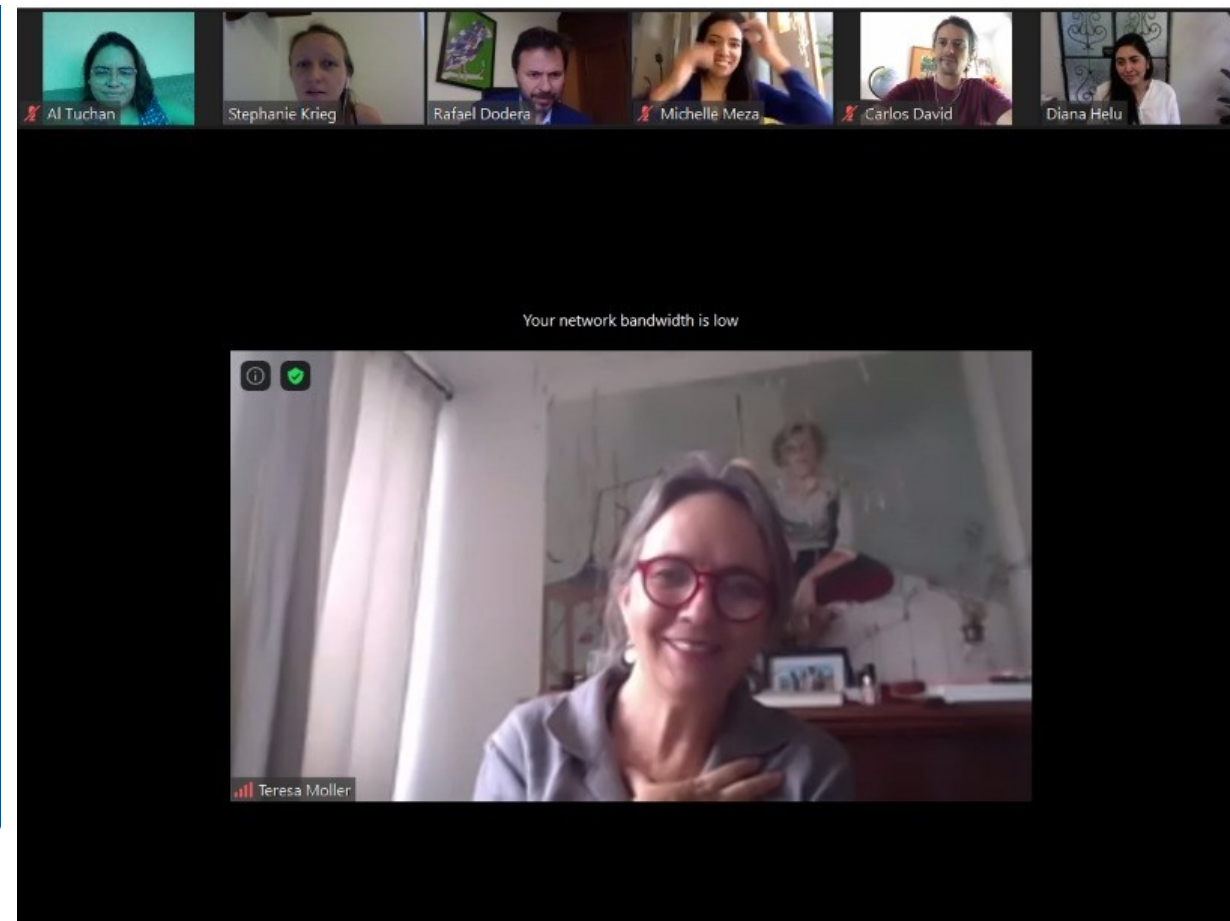 Al Tuchan
Stephanie Krieg
Rafael Dodera
Michelle Meza
Carlos David
Diana Helu
Your network bandwidth is low
Teresa Moller